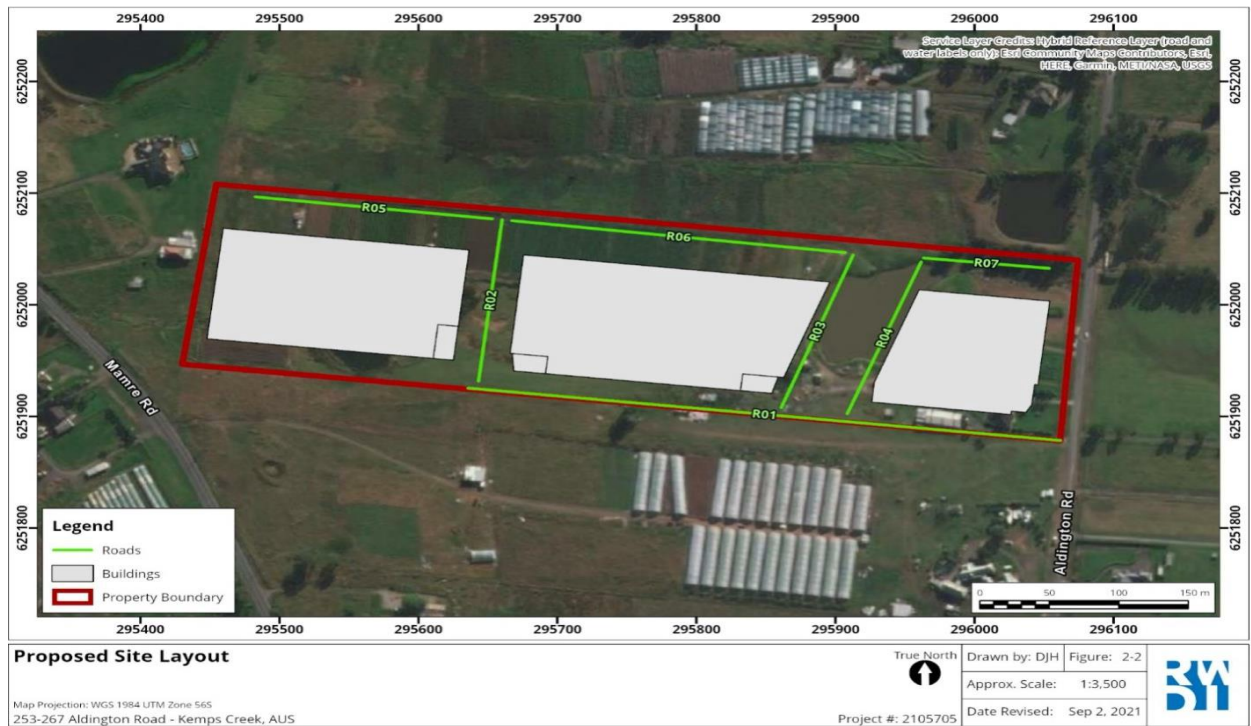 295400 295500 295600 295700 295800 295900 296000 296100
Service Layer Credits: Hybrid Reference Layer (road and
water labels only): Esri Community Maps Contributors, Esri,
HERE, Garmin, METI/NASA, USGS
6252200 6252200
6252100 6252100
R05
R06
R07
R02
6252000 6252000
R03
R04
Mamre Rd
R01
6251900 6251900
Aldington Rd
6251800 6251800
Legend
Roads
Buildings
Property Boundary
0 50 100 150 m
295400 295500 295600 295700 295800 295900 296000 296100
Proposed Site Layout
Map Projection: WGS 1984 UTM Zone 56S
253-267 Aldington Road - Kemps Creek, AUS
True North
Project #: 2105705
Drawn by: DJH Figure: 2-2
Approx. Scale: 1:3,500
Date Revised: Sep 2, 2021
RWDI